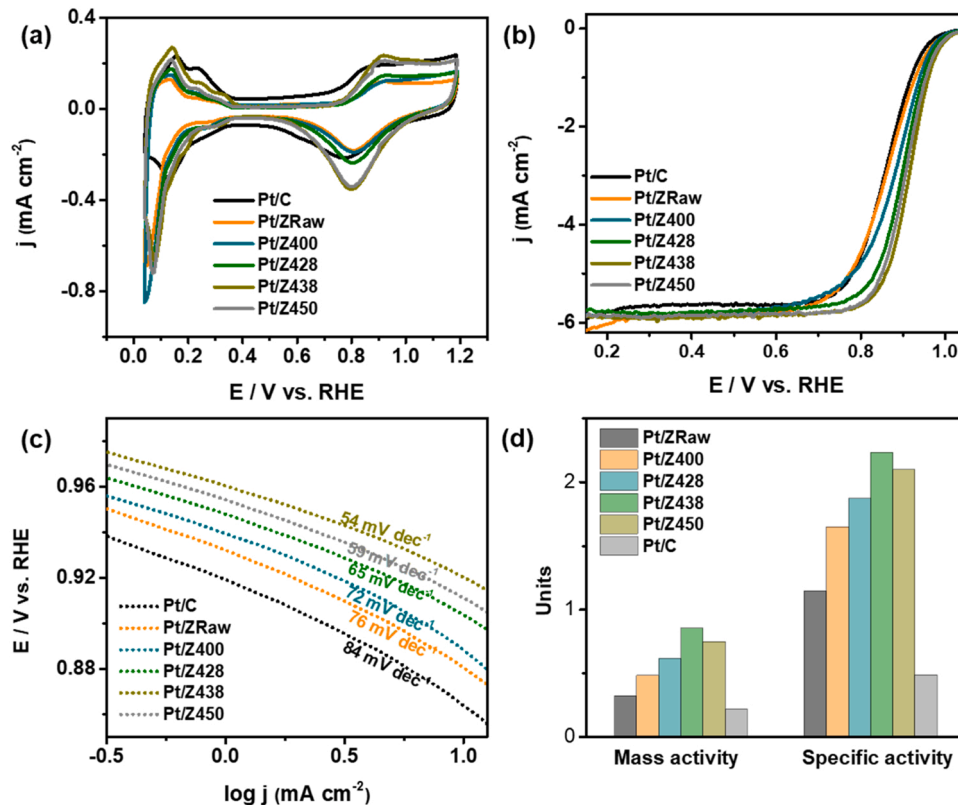 (a)
0.4
0.0
-0.4
-0.8
j (mA cm⁻²)
Pt/C
Pt/ZRaw
Pt/Z400
Pt/Z428
Pt/Z438
Pt/Z450
0.0 0.3 0.6 0.9 1.2
E / V vs. RHE
(b)
0
-2
-4
-6
j (mA cm⁻²)
Pt/C
Pt/ZRaw
Pt/Z400
Pt/Z428
Pt/Z438
Pt/Z450
0.2 0.4 0.6 0.8 1.0
E / V vs. RHE
(c)
0.96
0.92
0.88
E / V vs. RHE
54 mV dec⁻¹
59 mV dec⁻¹
65 mV dec⁻¹
72 mV dec⁻¹
76 mV dec⁻¹
84 mV dec⁻¹
Pt/C
Pt/ZRaw
Pt/Z400
Pt/Z428
Pt/Z438
Pt/Z450
-0.5 0.0 0.5 1.0
log j (mA cm⁻²)
(d)
2
1
0
Units
Pt/ZRaw
Pt/Z400
Pt/Z428
Pt/Z438
Pt/Z450
Pt/C
Mass activity Specific activity